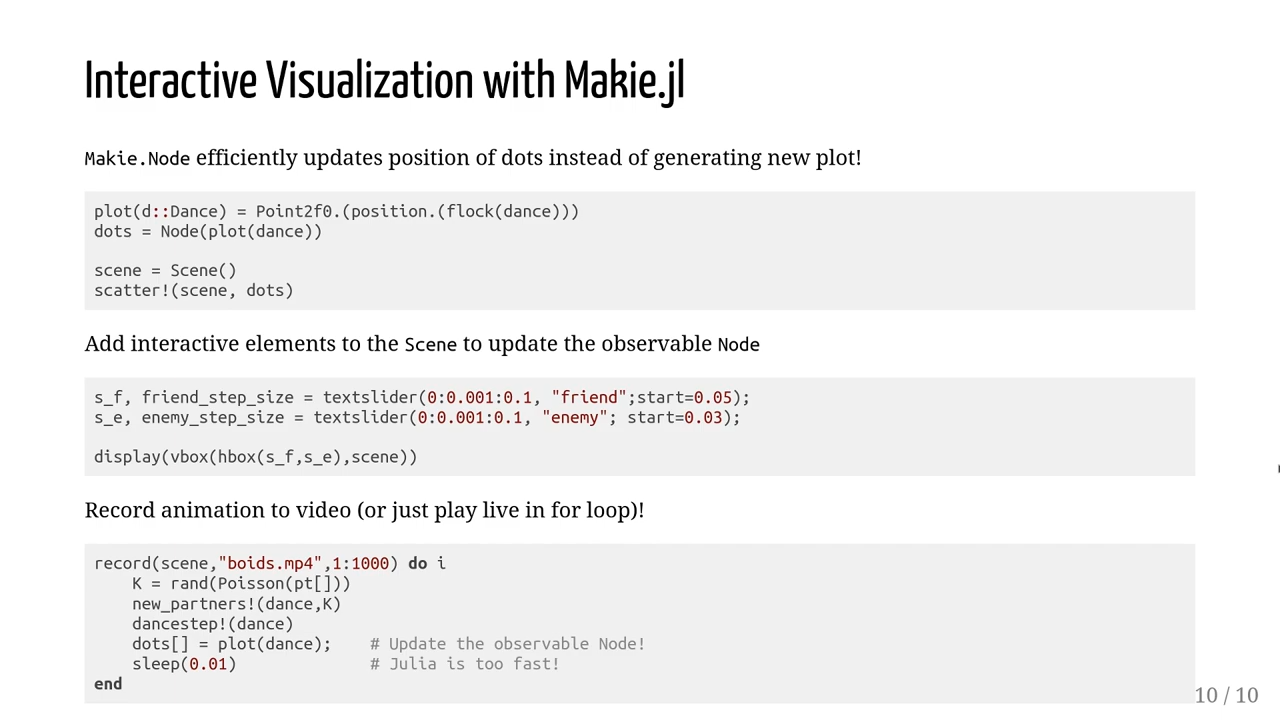 Interactive Visualization with Makie.jl
Makie.Node efficiently updates position of dots instead of generating new plot!
plot(d::Dance) = Point2f0.(position.(flock(dance)))
dots = Node(plot(dance))
scene = Scene()
scatter!(scene, dots)
Add interactive elements to the Scene to update the observable Node
s_f, friend_step_size = textslider(0:0.001:0.1, "friend";start=0.05);
s_e, enemy_step_size = textslider(0:0.001:0.1, "enemy"; start=0.03);
display(vbox(hbox(s_f,s_e),scene))
Record animation to video (or just play live in for loop)!
record(scene,"boids.mp4",1:1000) do i
    K = rand(Poisson(pt[]))
    new_partners!(dance,K)
    dancestep!(dance)
    dots[] = plot(dance);    # Update the observable Node!
    sleep(0.01)              # Julia is too fast!
end
10 / 10